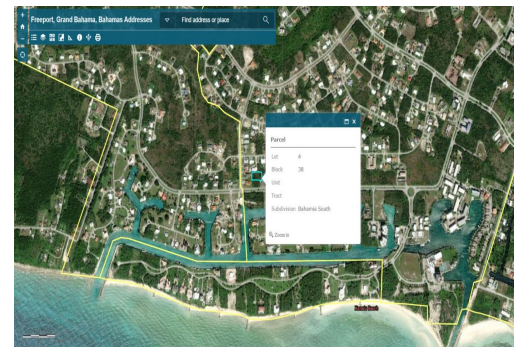 Freeport, Grand Bahama, Bahamas Addresses
Find address or place
Parcel
Lot 4
Block 38
Unit
Tract
Subdivision Bahamia South
Zoom to